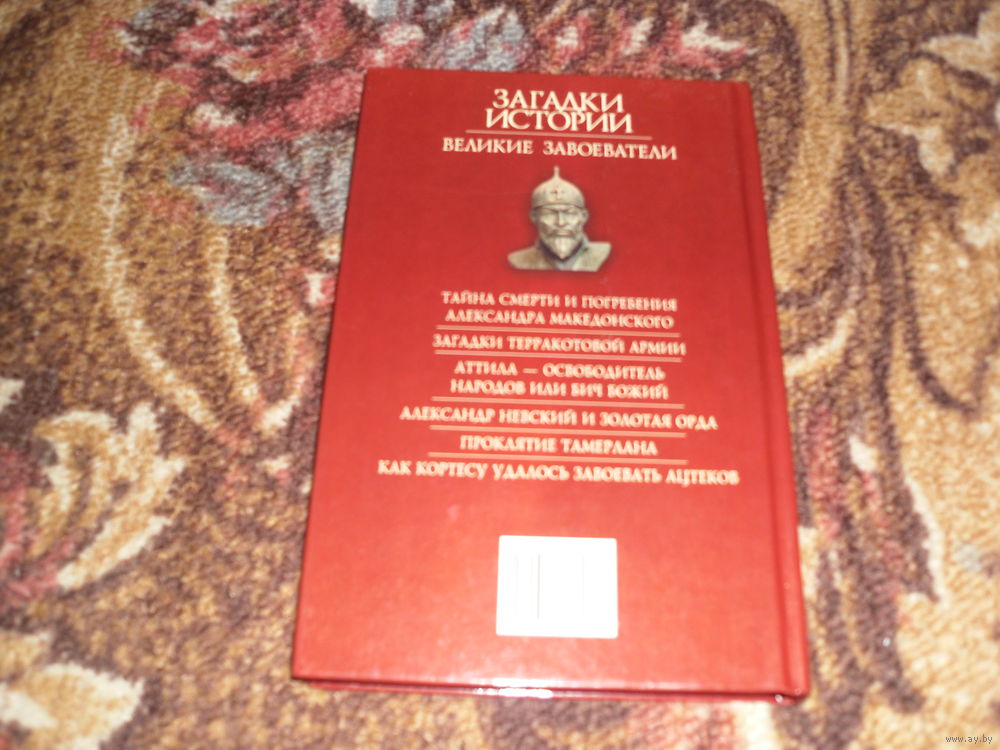 ЗАГАДКИ
ИСТОРИИ
ВЕЛИКИЕ ЗАВОЕВАТЕЛИ
ТАЙНА СМЕРТИ И ПОГРЕБЕНИЯ
АЛЕКСАНДРА МАКЕДОНСКОГО
ЗАГАДКИ ТЕРРАКОТОВОЙ АРМИИ
АТТИЛА — ОСВОБОДИТЕЛЬ
НАРОДОВ ИЛИ БИЧ БОЖИЙ
АЛЕКСАНДР НЕВСКИЙ И ЗОЛОТАЯ ОРДА
ПРОКЛЯТИЕ ТАМЕРЛАНА
КАК КОРТЕСУ УДАЛОСЬ ЗАВОЕВАТЬ АЦТЕКОВ
www.ay.by